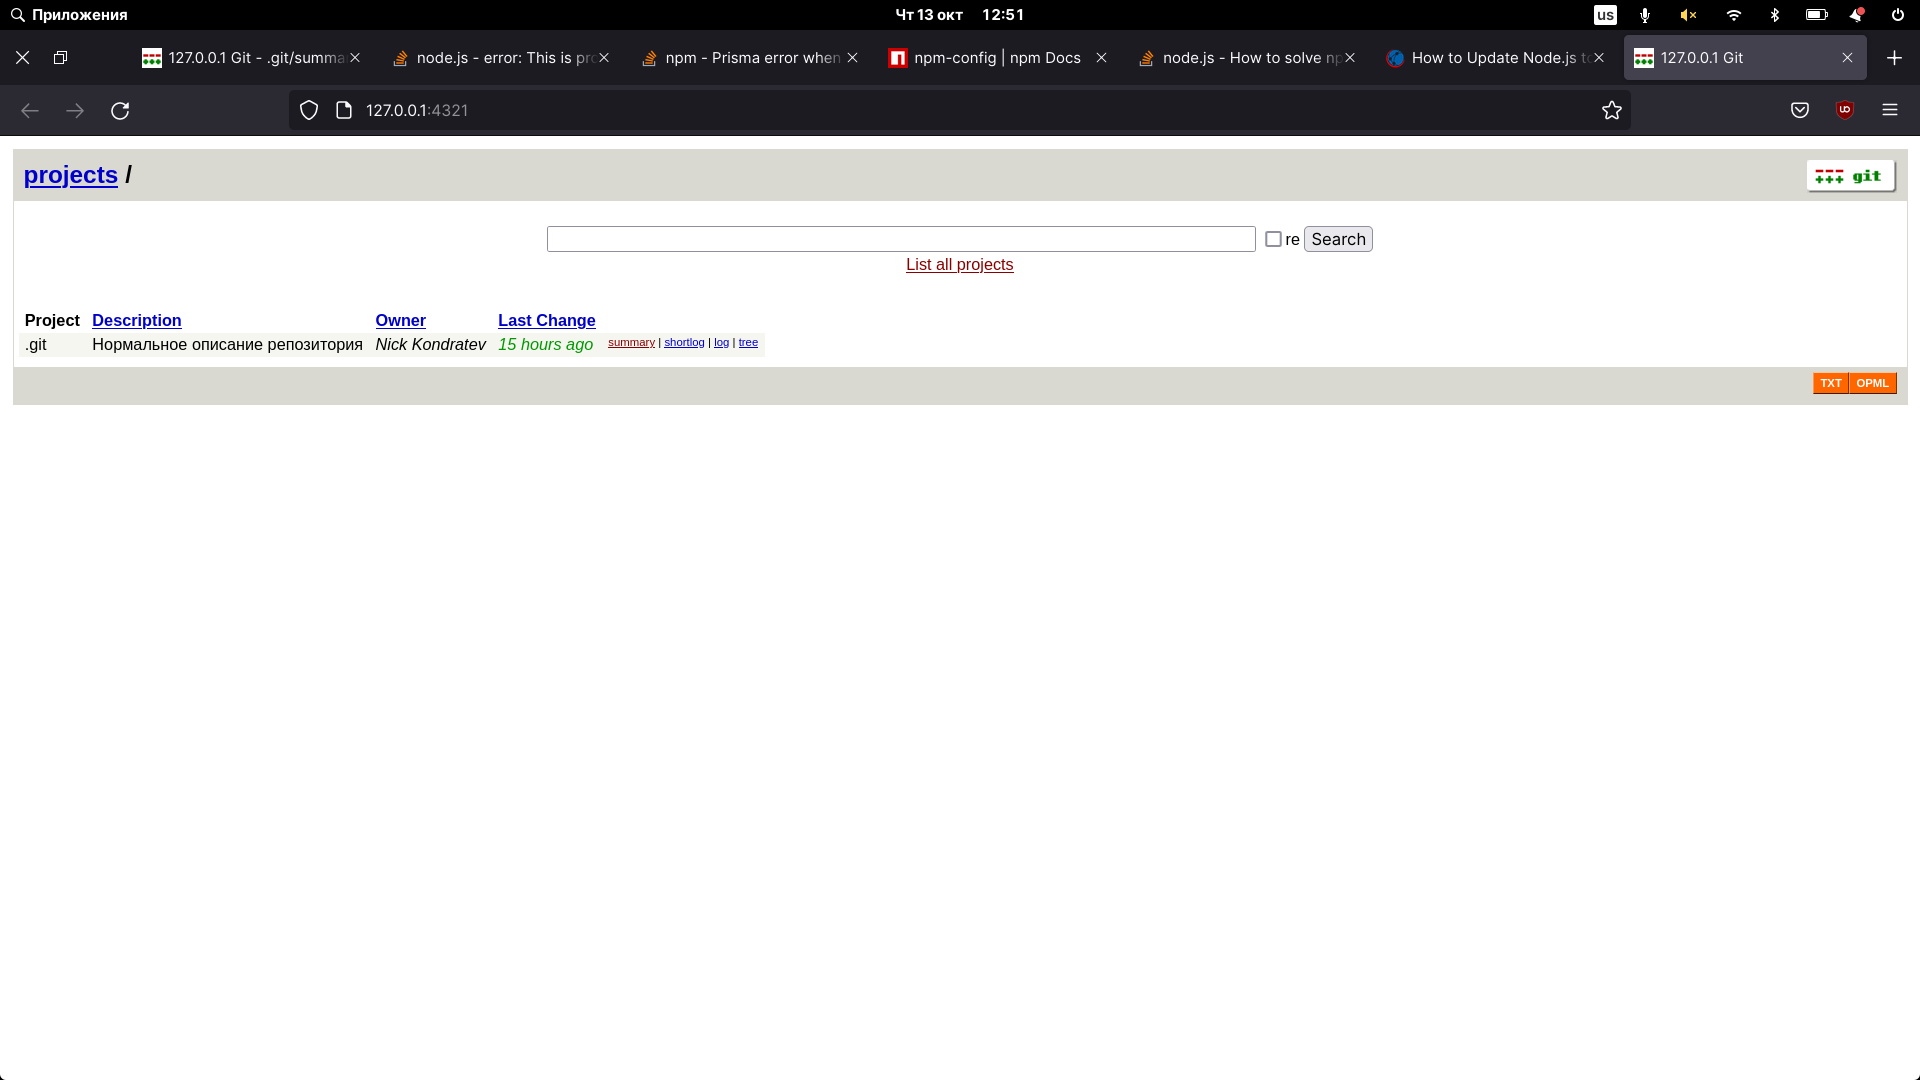 Приложения
Чт 13 окт 12:51
us
127.0.0.1 Git - .git/summa
node.js - error: This is pro
npm - Prisma error when
npm-config | npm Docs
node.js - How to solve np
How to Update Node.js to
127.0.0.1 Git
127.0.0.1:4321
projects /
git
re
Search
List all projects
Project Description Owner Last Change
.git Нормальное описание репозитория Nick Kondratev 15 hours ago summary | shortlog | log | tree
TXT OPML